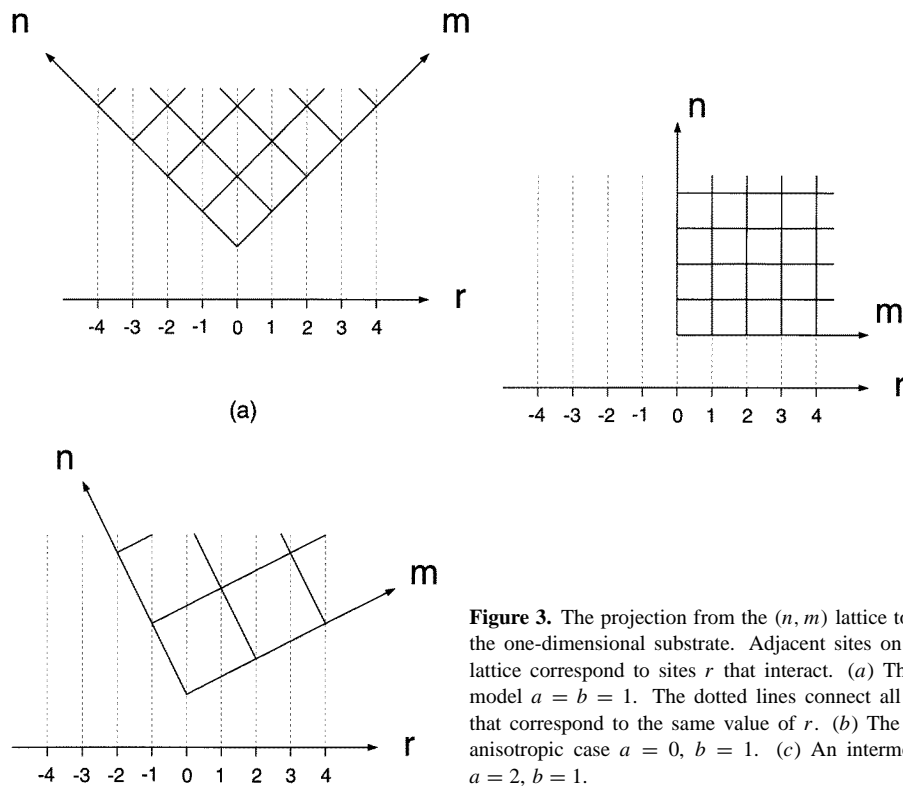 n
m
r
-4 -3 -2 -1 0 1 2 3 4
(a)
n
m
r
-4 -3 -2 -1 0 1 2 3 4
n
m
r
-4 -3 -2 -1 0 1 2 3 4
Figure 3. The projection from the (n, m) lattice to
the one-dimensional substrate. Adjacent sites on
lattice correspond to sites r that interact. (a) Th
model a = b = 1. The dotted lines connect all
that correspond to the same value of r. (b) The
anisotropic case a = 0, b = 1. (c) An interme
a = 2, b = 1.